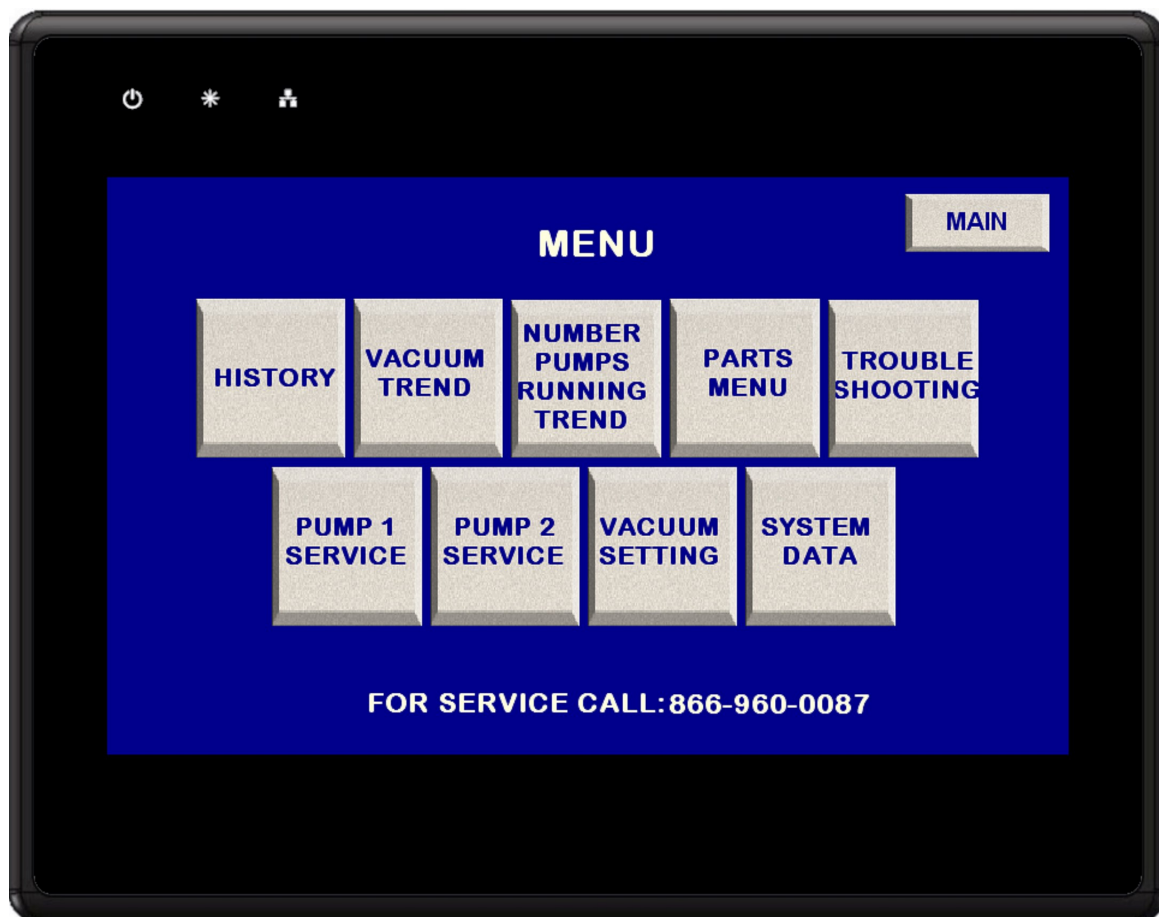 MAIN
MENU
HISTORY
VACUUM
TREND
NUMBER
PUMPS
RUNNING
TREND
PARTS
MENU
TROUBLE
SHOOTING
PUMP 1
SERVICE
PUMP 2
SERVICE
VACUUM
SETTING
SYSTEM
DATA
FOR SERVICE CALL:866-960-0087